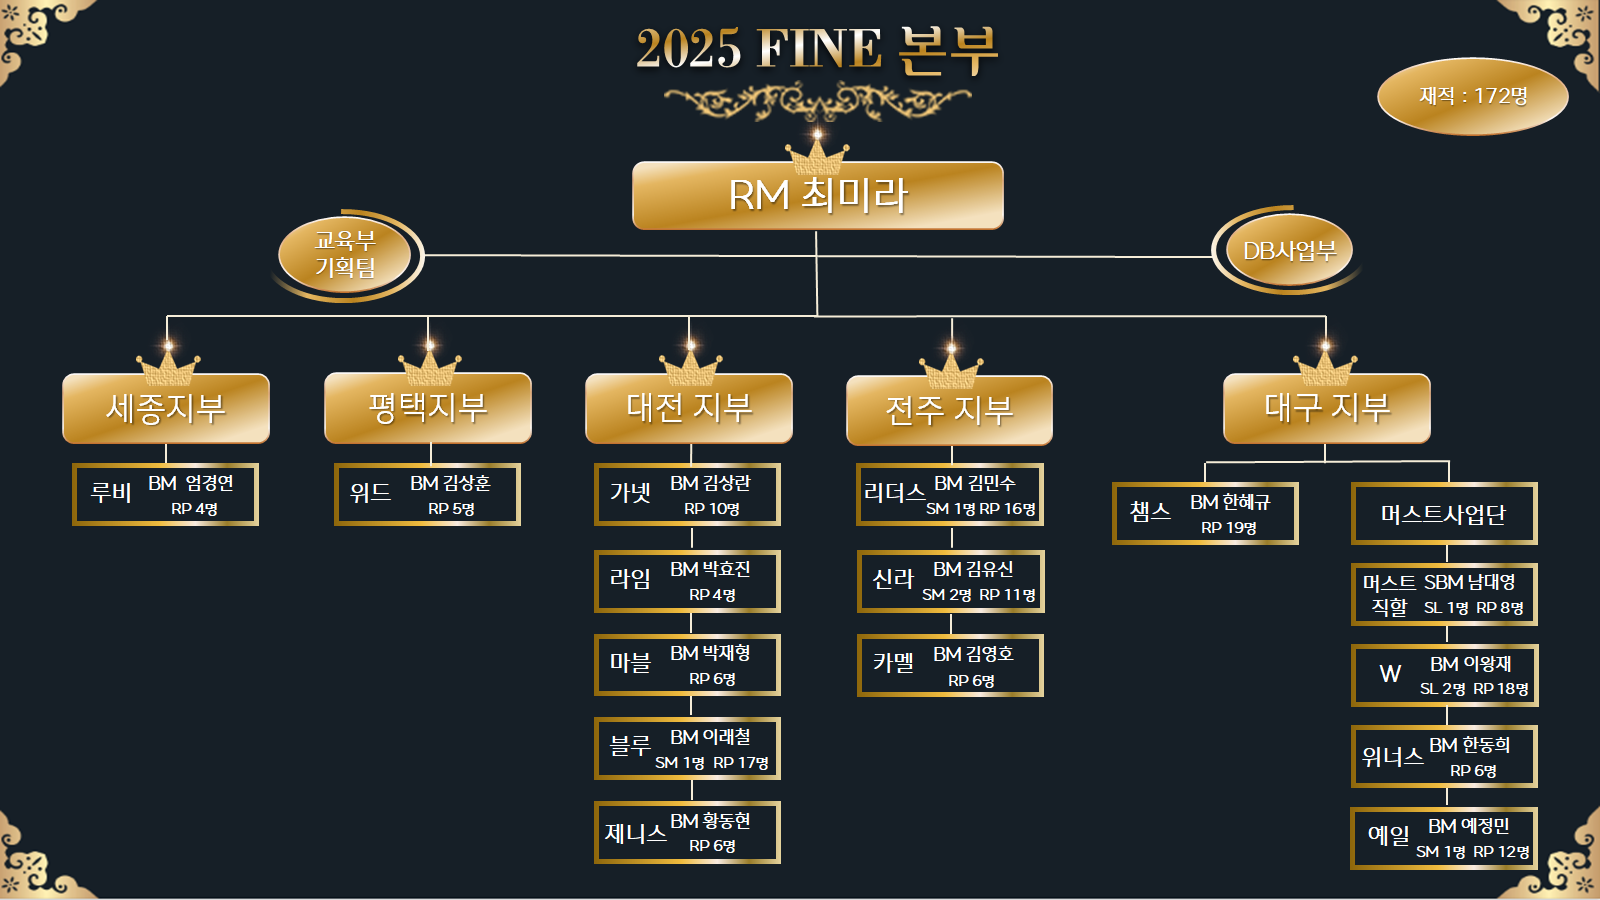 2025 FINE 본부
재적 : 172명
RM 최미라
교육부
기획팀
DB사업부
세종지부
루비
BM 엄경연
RP 4명
평택지부
위드
BM 김상훈
RP 5명
대전 지부
가넷
BM 김상란
RP 10명
라임
BM 박효진
RP 4명
마블
BM 박재형
RP 6명
블루
BM 이래철
SM 1명 RP 17명
제니스
BM 황동현
RP 6명
전주 지부
리더스
BM 김민수
SM 1명 RP 16명
신라
BM 김유신
SM 2명 RP 11명
카멜
BM 김영호
RP 6명
대구 지부
챔스
BM 한혜규
RP 19명
머스트사업단
머스트
직할
SBM 남대영
SL 1명 RP 8명
W
BM 이왕재
SL 2명 RP 18명
위너스
BM 한동희
RP 6명
예일
BM 예정민
SM 1명 RP 12명